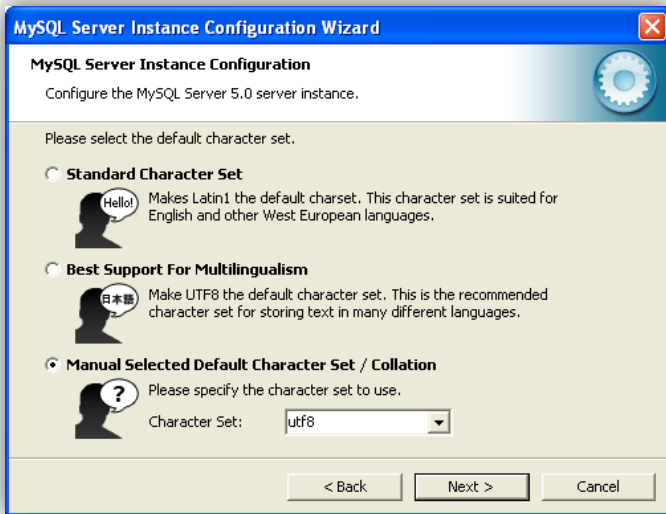 MySQL Server Instance Configuration Wizard
MySQL Server Instance Configuration
Configure the MySQL Server 5.0 server instance.
Please select the default character set.
Standard Character Set
Hello!
Makes Latin1 the default charset. This character set is suited for
English and other West European languages.
Best Support For Multilingualism
日本語
Make UTF8 the default character set. This is the recommended
character set for storing text in many different languages.
Manual Selected Default Character Set / Collation
?
Please specify the character set to use.
Character Set: utf8
< Back Next > Cancel